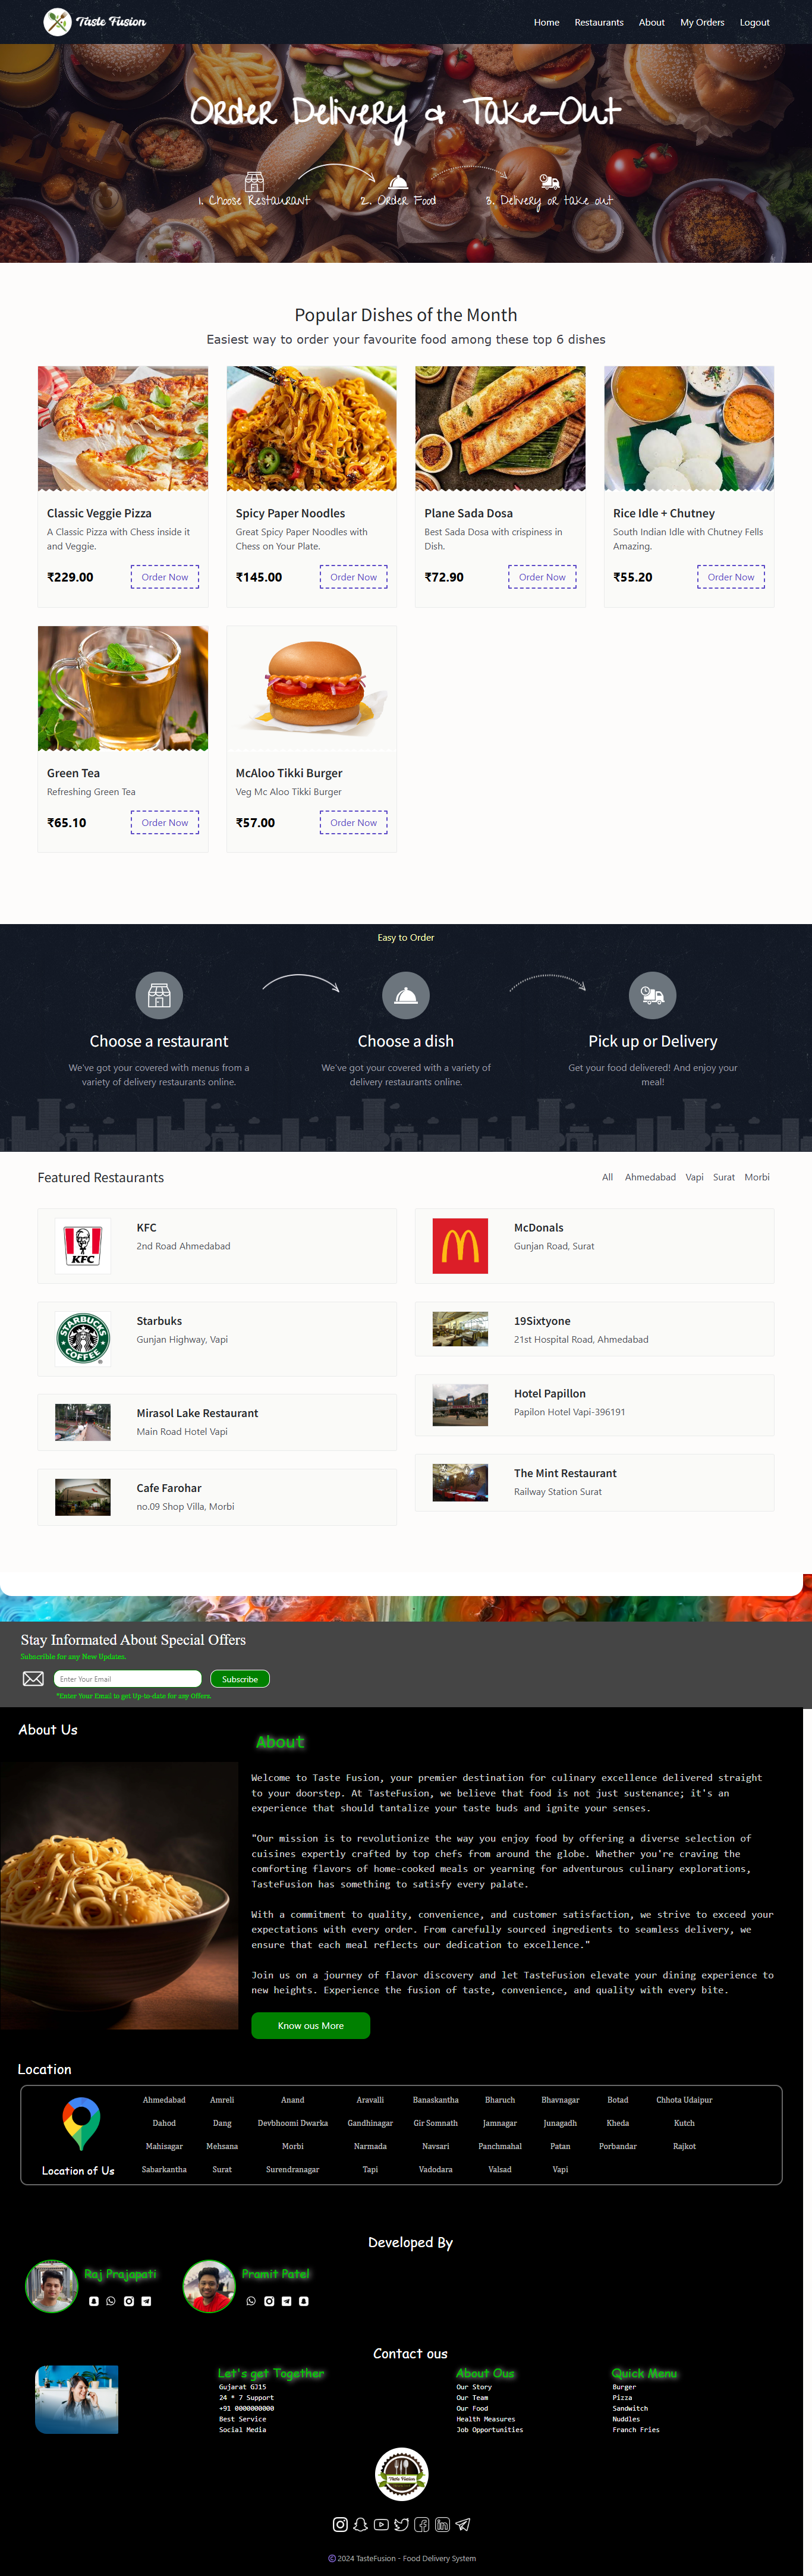 Taste Fusion
Home Restaurants About My Orders Logout
Order Delivery & Take-Out
1. Choose Restaurant 2. Order Food 3. Delivery or take out
Popular Dishes of the Month
Easiest way to order your favourite food among these top 6 dishes
Classic Veggie Pizza
A Classic Pizza with Chess inside it
and Veggie.
₹229.00 Order Now
Spicy Paper Noodles
Great Spicy Paper Noodles with
Chess on Your Plate.
₹145.00 Order Now
Plane Sada Dosa
Best Sada Dosa with crispiness in
Dish.
₹72.90 Order Now
Rice Idle + Chutney
South Indian Idle with Chutney Fells
Amazing.
₹55.20 Order Now
Green Tea
Refreshing Green Tea
₹65.10 Order Now
McAloo Tikki Burger
Veg Mc Aloo Tikki Burger
₹57.00 Order Now
Easy to Order
Choose a restaurant
We've got your covered with menus from a
variety of delivery restaurants online.
Choose a dish
We've got your covered with a variety of
delivery restaurants online.
Pick up or Delivery
Get your food delivered! And enjoy your
meal!
Featured Restaurants
All Ahmedabad Vapi Surat Morbi
KFC
KFC
2nd Road Ahmedabad
McDonals
Gunjan Road, Surat
STARBUCKS
COFFEE
Starbuks
Gunjan Highway, Vapi
19Sixtyone
21st Hospital Road, Ahmedabad
Mirasol Lake Restaurant
Main Road Hotel Vapi
Hotel Papillon
Papilon Hotel Vapi-396191
Cafe Farohar
no.09 Shop Villa, Morbi
The Mint Restaurant
Railway Station Surat
Stay Informated About Special Offers
Subscrible for any New Updates.
Enter Your Email Subscribe
*Enter Your Email to get Up-to-date for any Offers.
About Us
About
Welcome to Taste Fusion, your premier destination for culinary excellence delivered straight
to your doorstep. At TasteFusion, we believe that food is not just sustenance; it's an
experience that should tantalize your taste buds and ignite your senses.
"Our mission is to revolutionize the way you enjoy food by offering a diverse selection of
cuisines expertly crafted by top chefs from around the globe. Whether you're craving the
comforting flavors of home-cooked meals or yearning for adventurous culinary explorations,
TasteFusion has something to satisfy every palate.
With a commitment to quality, convenience, and customer satisfaction, we strive to exceed your
expectations with every order. From carefully sourced ingredients to seamless delivery, we
ensure that each meal reflects our dedication to excellence."
Join us on a journey of flavor discovery and let TasteFusion elevate your dining experience to
new heights. Experience the fusion of taste, convenience, and quality with every bite.
Know ous More
Location
Location of Us
Ahmedabad Amreli Anand Aravalli Banaskantha Bharuch Bhavnagar Botad Chhota Udaipur
Dahod Dang Devbhoomi Dwarka Gandhinagar Gir Somnath Jamnagar Junagadh Kheda Kutch
Mahisagar Mehsana Morbi Narmada Navsari Panchmahal Patan Porbandar Rajkot
Sabarkantha Surat Surendranagar Tapi Vadodara Valsad Vapi
Developed By
Raj Prajapati
Pramit Patel
Contact ous
Let's get Together
Gujarat GJ15
24 * 7 Support
+91 0000000000
Best Service
Social Media
About Ous
Our Story
Our Team
Our Food
Health Measures
Job Opportunities
Quick Menu
Burger
Pizza
Sandwitch
Nuddles
Franch Fries
Taste Fusion
© 2024 TasteFusion - Food Delivery System